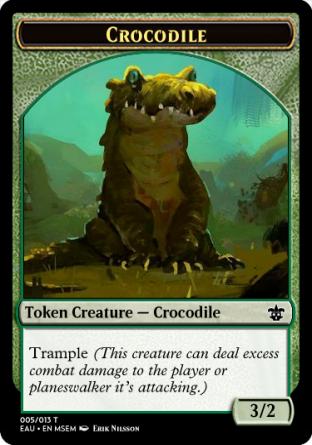 Crocodile
Token Creature — Crocodile
Trample (This creature can deal excess
combat damage to the player or
planeswalker it's attacking.)
3/2
005/013 T
EAU • EN MSEM Erik Nilsson